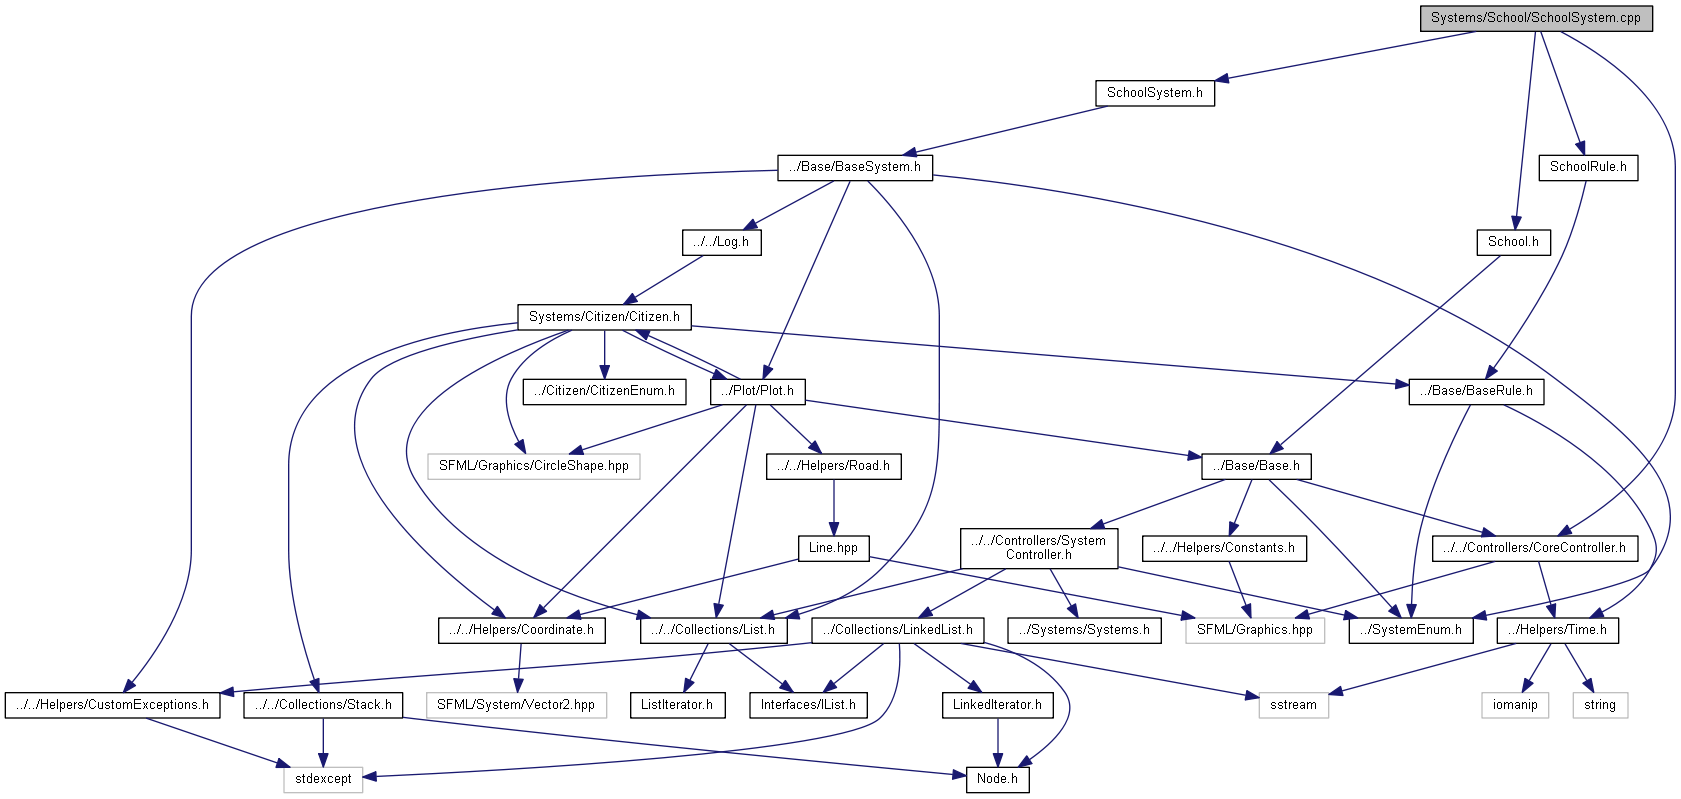 Systems/School/SchoolSystem.cpp
SchoolSystem.h
../Base/BaseSystem.h
SchoolRule.h
../../Log.h
School.h
Systems/Citizen/Citizen.h
../Citizen/CitizenEnum.h
../Plot/Plot.h
../Base/BaseRule.h
SFML/Graphics/CircleShape.hpp
../../Helpers/Road.h
../Base/Base.h
Line.hpp
../../Controllers/System
Controller.h
../../Helpers/Constants.h
../../Controllers/CoreController.h
../../Helpers/Coordinate.h
../../Collections/List.h
../Collections/LinkedList.h
../Systems/Systems.h
SFML/Graphics.hpp
../SystemEnum.h
../Helpers/Time.h
../../Helpers/CustomExceptions.h
../../Collections/Stack.h
SFML/System/Vector2.hpp
ListIterator.h
Interfaces/IList.h
LinkedIterator.h
sstream
iomanip
string
stdexcept
Node.h